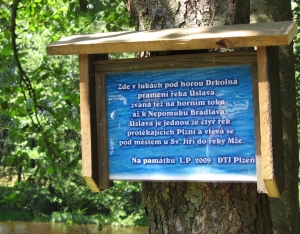 Zde v lukách pod horou Drkolná
pramení řeka Úslava,
zvaná též na horním toku
až k Nepomuku Bradlava.
Úslava je jednou ze čtyř řek
protékajících Plzní a vlévá se
pod městem u Sv. Jiří do řeky Mže.
Na památku L.P. 2009 DTJ Plzeň